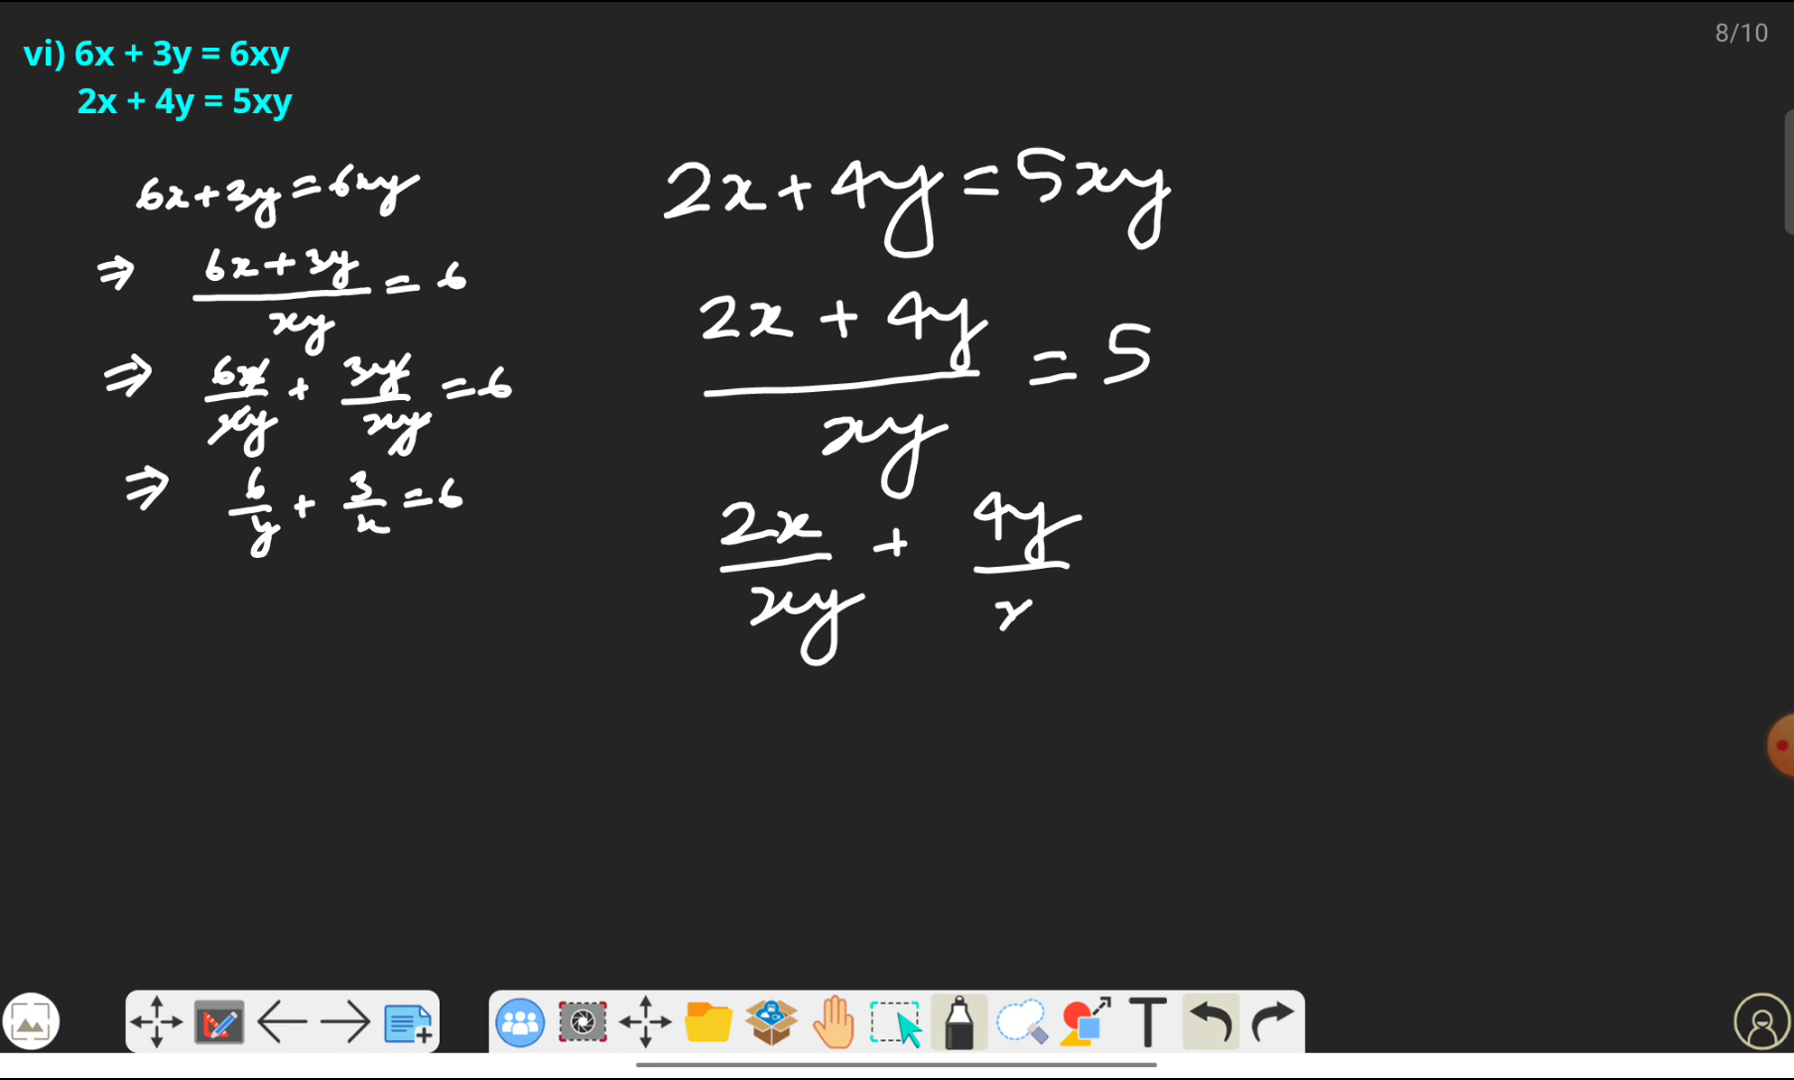 8/10
vi) 6x + 3y = 6xy
2x + 4y = 5xy
6x+3y=6xy
⇒ (6x+3y)/(xy) = 6
⇒ 6x/xy + 3y/xy = 6
⇒ 6/y + 3/x = 6
2x + 4y = 5xy
(2x + 4y)/(xy) = 5
2x/xy + 4y/x
T